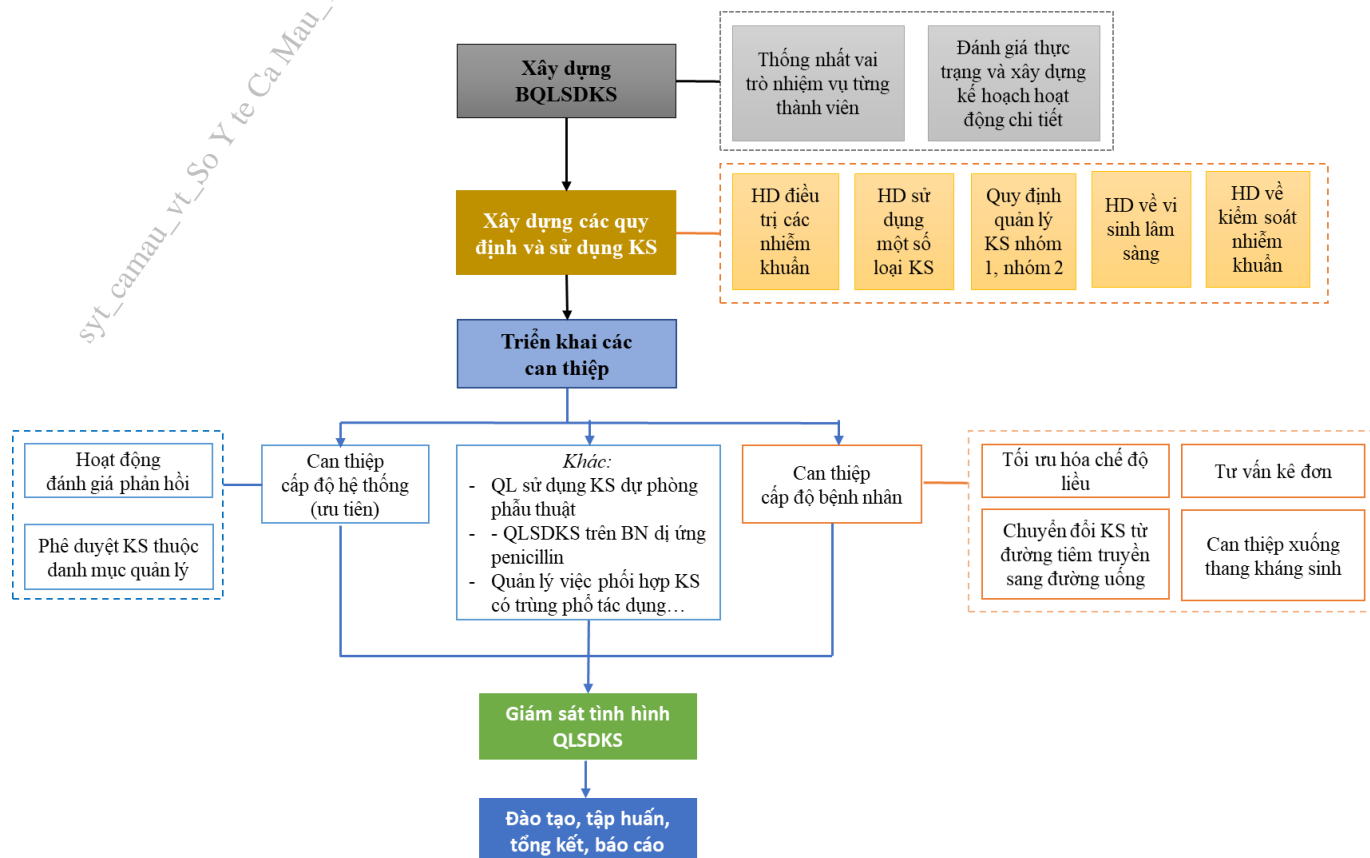 syt_camau_vt_So Y te Ca Mau_
Xây dựng
BQLSDKS
Thống nhất vai
trò nhiệm vụ từng
thành viên
Đánh giá thực
trạng và xây dựng
kế hoạch hoạt
động chi tiết
Xây dựng các quy
định và sử dụng KS
HD điều
trị các
nhiễm
khuẩn
HD sử
dụng
một số
loại KS
Quy định
quản lý
KS nhóm
1, nhóm 2
HD về vi
sinh lâm
sàng
HD về
kiểm soát
nhiễm
khuẩn
Triển khai các
can thiệp
Hoạt động
đánh giá phản hồi
Phê duyệt KS thuộc
danh mục quản lý
Can thiệp
cấp độ hệ thống
(ưu tiên)
Khác:
- QL sử dụng KS dự phòng
phẫu thuật
- - QLSDKS trên BN dị ứng
penicillin
- Quản lý việc phối hợp KS
có trùng phổ tác dụng…
Can thiệp
cấp độ bệnh nhân
Tối ưu hóa chế độ
liều
Tư vấn kê đơn
Chuyển đổi KS từ
đường tiêm truyền
sang đường uống
Can thiệp xuống
thang kháng sinh
Giám sát tình hình
QLSDKS
Đào tạo, tập huấn,
tổng kết, báo cáo